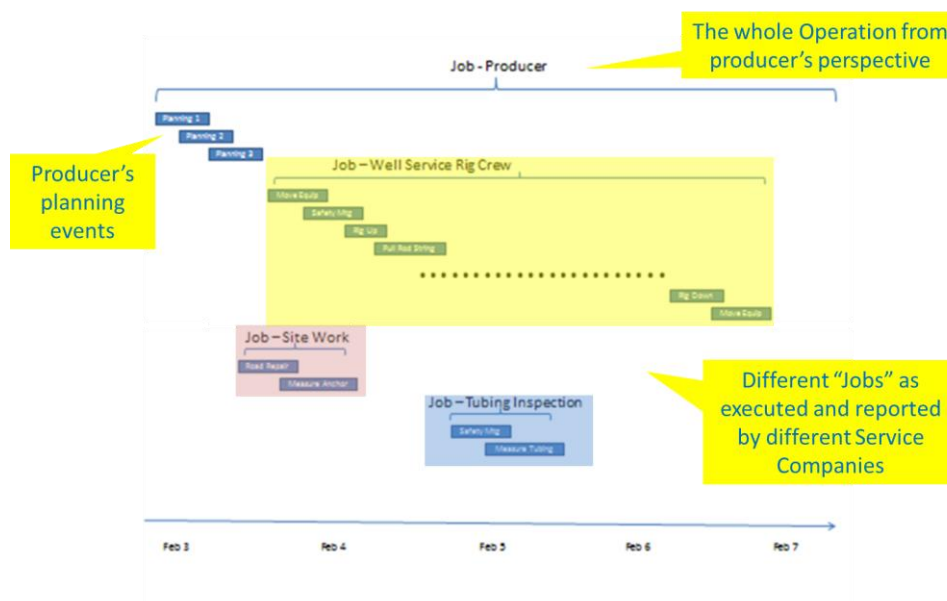 The whole Operation from
producer's perspective
Job - Producer
Planning 1
Planning 2
Planning 3
Producer's
planning
events
Job – Well Service Rig Crew
Move Equip
Safety Mtg
Rig Up
Pull Rod String
Rig Down
Move Equip
Job – Site Work
Road Repair
Measure Anchor
Job – Tubing Inspection
Safety Mtg
Measure Tubing
Different “Jobs” as
executed and reported
by different Service
Companies
Feb 3
Feb 4
Feb 5
Feb 6
Feb 7